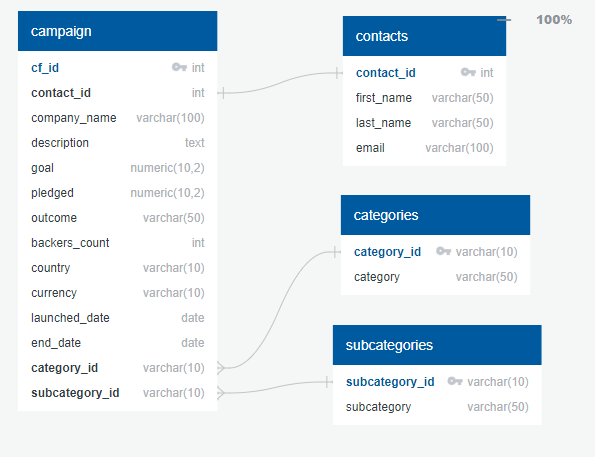 campaign
cf_id int
contact_id int
company_name varchar(100)
description text
goal numeric(10,2)
pledged numeric(10,2)
outcome varchar(50)
backers_count int
country varchar(10)
currency varchar(10)
launched_date date
end_date date
category_id varchar(10)
subcategory_id varchar(10)
100%
contacts
contact_id int
first_name varchar(50)
last_name varchar(50)
email varchar(100)
categories
category_id varchar(10)
category varchar(50)
subcategories
subcategory_id varchar(10)
subcategory varchar(50)